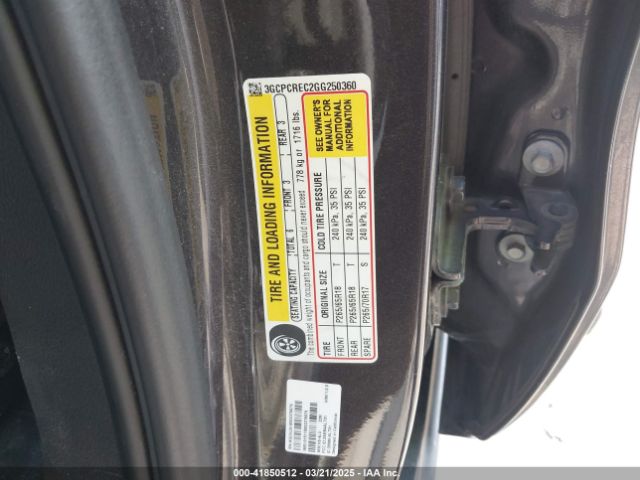 3GCPCREC2GG250360
TIRE AND LOADING INFORMATION
SEATING CAPACITY TOTAL 6 FRONT 3 REAR 3
The combined weight of occupants and cargo should never exceed 778 kg or 1716 lbs.
TIRE ORIGINAL SIZE COLD TIRE PRESSURE
FRONT P265/65R18 T 240 kPa, 35 PSI
REAR P265/65R18 T 240 kPa, 35 PSI
SPARE P265/70R17 S 240 kPa, 35 PSI
SEE OWNER'S
MANUAL FOR
ADDITIONAL
INFORMATION
000-41850512 - 03/21/2025 - IAA, Inc.